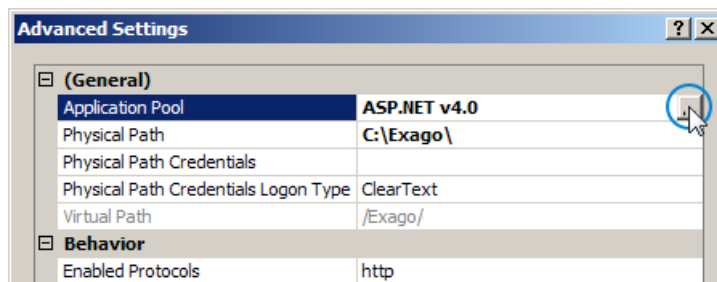 Advanced Settings
(General)
Application Pool ASP.NET v4.0
Physical Path C:\Exago\
Physical Path Credentials
Physical Path Credentials Logon Type ClearText
Virtual Path /Exago/
Behavior
Enabled Protocols http